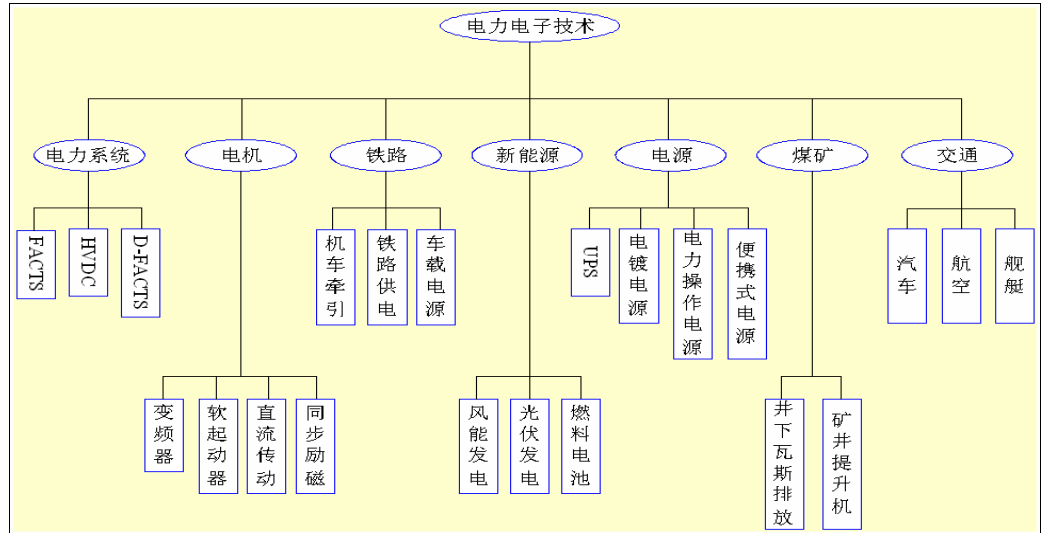 电力电子技术
电力系统
电机
铁路
新能源
电源
煤矿
交通
FACTS
HVDC
D-FACTS
机车牵引
铁路供电
车载电源
UPS
电镀电源
电力操作电源
便携式电源
汽车
航空
舰艇
变频器
软起动器
直流传动
同步励磁
风能发电
光伏发电
燃料电池
井下瓦斯排放
矿井提升机